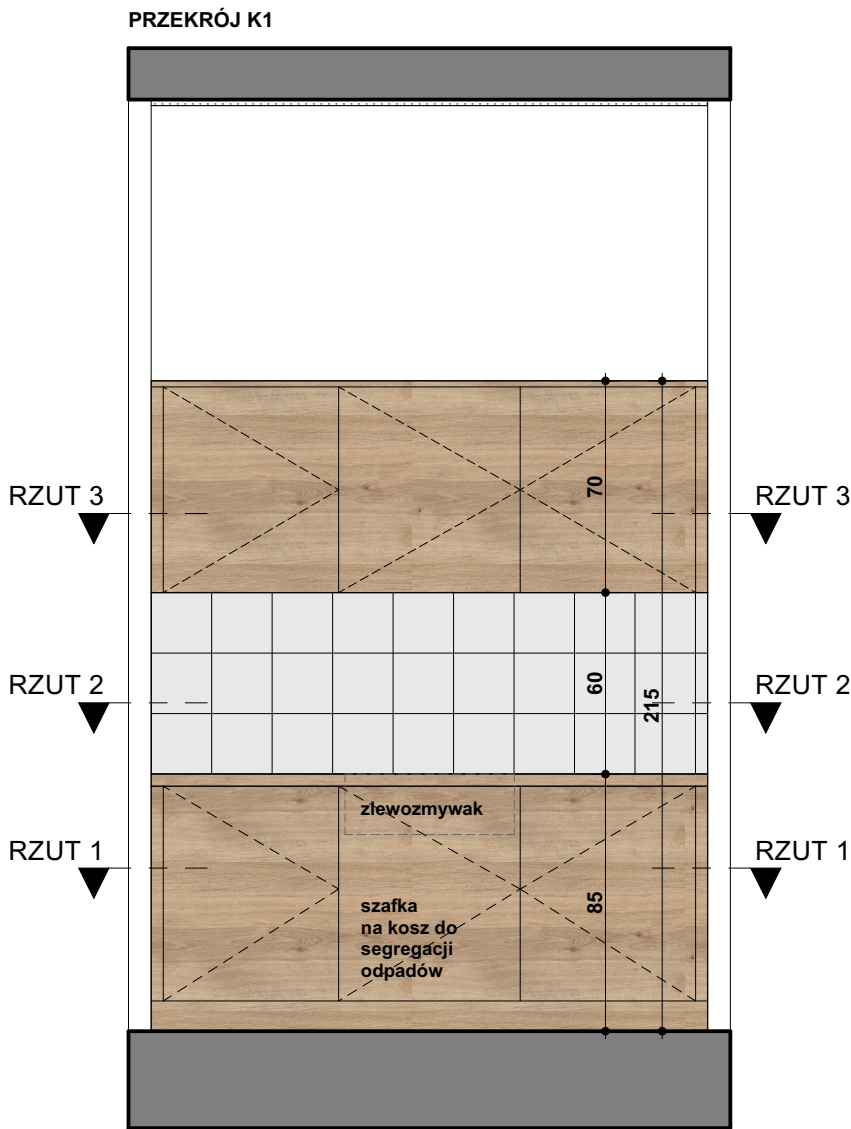 PRZEKRÓJ K1
RZUT 3
70
RZUT 3
RZUT 2
60
215
RZUT 2
zlewozmywak
RZUT 1
85
RZUT 1
szafka
na kosz do
segregacji
odpadów